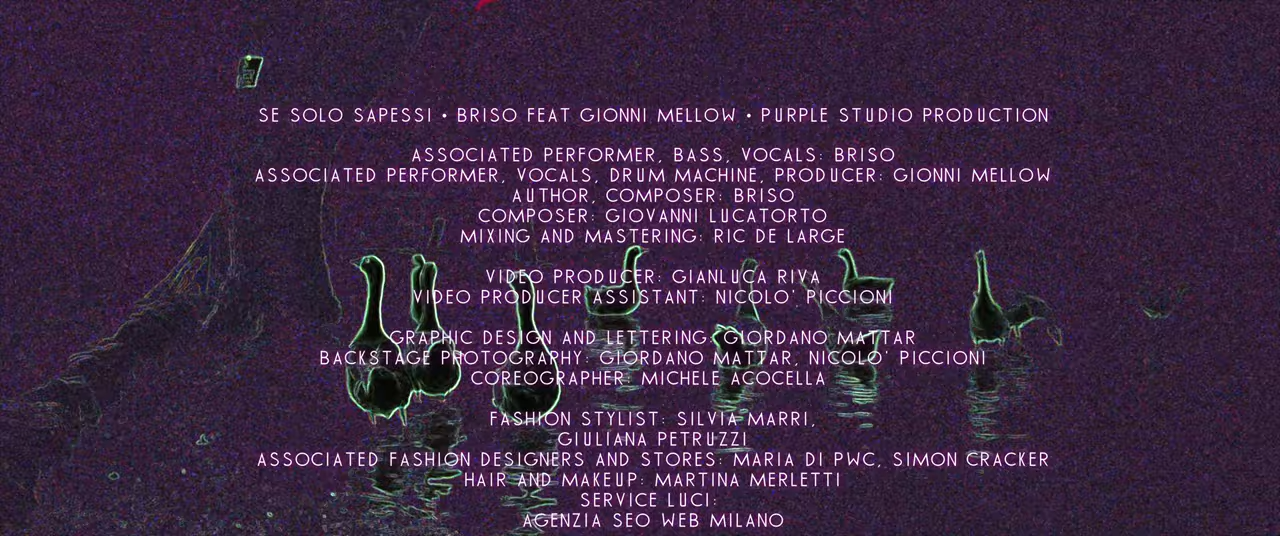 SE SOLO SAPESSI • BRISO FEAT GIONNI MELLOW • PURPLE STUDIO PRODUCTION
ASSOCIATED PERFORMER, BASS, VOCALS: BRISO
ASSOCIATED PERFORMER, VOCALS, DRUM MACHINE, PRODUCER: GIONNI MELLOW
AUTHOR, COMPOSER: BRISO
COMPOSER: GIOVANNI LUCATORTO
MIXING AND MASTERING: RIC DE LARGE
VIDEO PRODUCER: GIANLUCA RIVA
VIDEO PRODUCER ASSISTANT: NICOLO' PICCIONI
GRAPHIC DESIGN AND LETTERING: GIORDANO MATTAR
BACKSTAGE PHOTOGRAPHY: GIORDANO MATTAR, NICOLO' PICCIONI
COREOGRAPHER: MICHELE ACOCELLA
FASHION STYLIST: SILVIA MARRI,
GIULIANA PETRUZZI
ASSOCIATED FASHION DESIGNERS AND STORES: MARIA DI PWC, SIMON CRACKER
HAIR AND MAKEUP: MARTINA MERLETTI
SERVICE LUCI:
AGENZIA SEO WEB MILANO